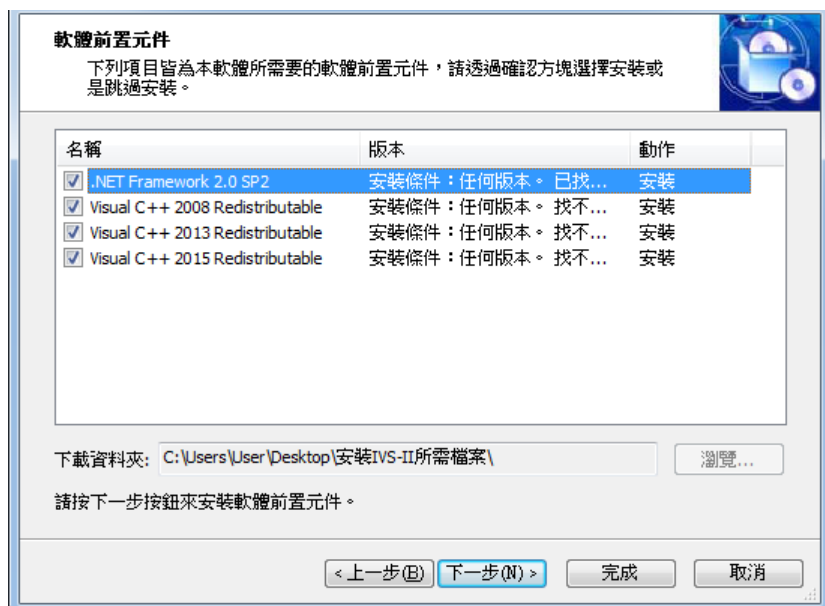 軟體前置元件
下列項目皆為本軟體所需要的軟體前置元件，請透過確認方塊選擇安裝或
是跳過安裝。
名稱 版本 動作
.NET Framework 2.0 SP2 安裝條件：任何版本。 已找... 安裝
Visual C++ 2008 Redistributable 安裝條件：任何版本。 找不... 安裝
Visual C++ 2013 Redistributable 安裝條件：任何版本。 找不... 安裝
Visual C++ 2015 Redistributable 安裝條件：任何版本。 找不... 安裝
下載資料夾: C:\Users\User\Desktop\安裝IVS-II所需檔案\ 瀏覽...
請按下一步按鈕來安裝軟體前置元件。
<上一步(B) 下一步(N)> 完成 取消